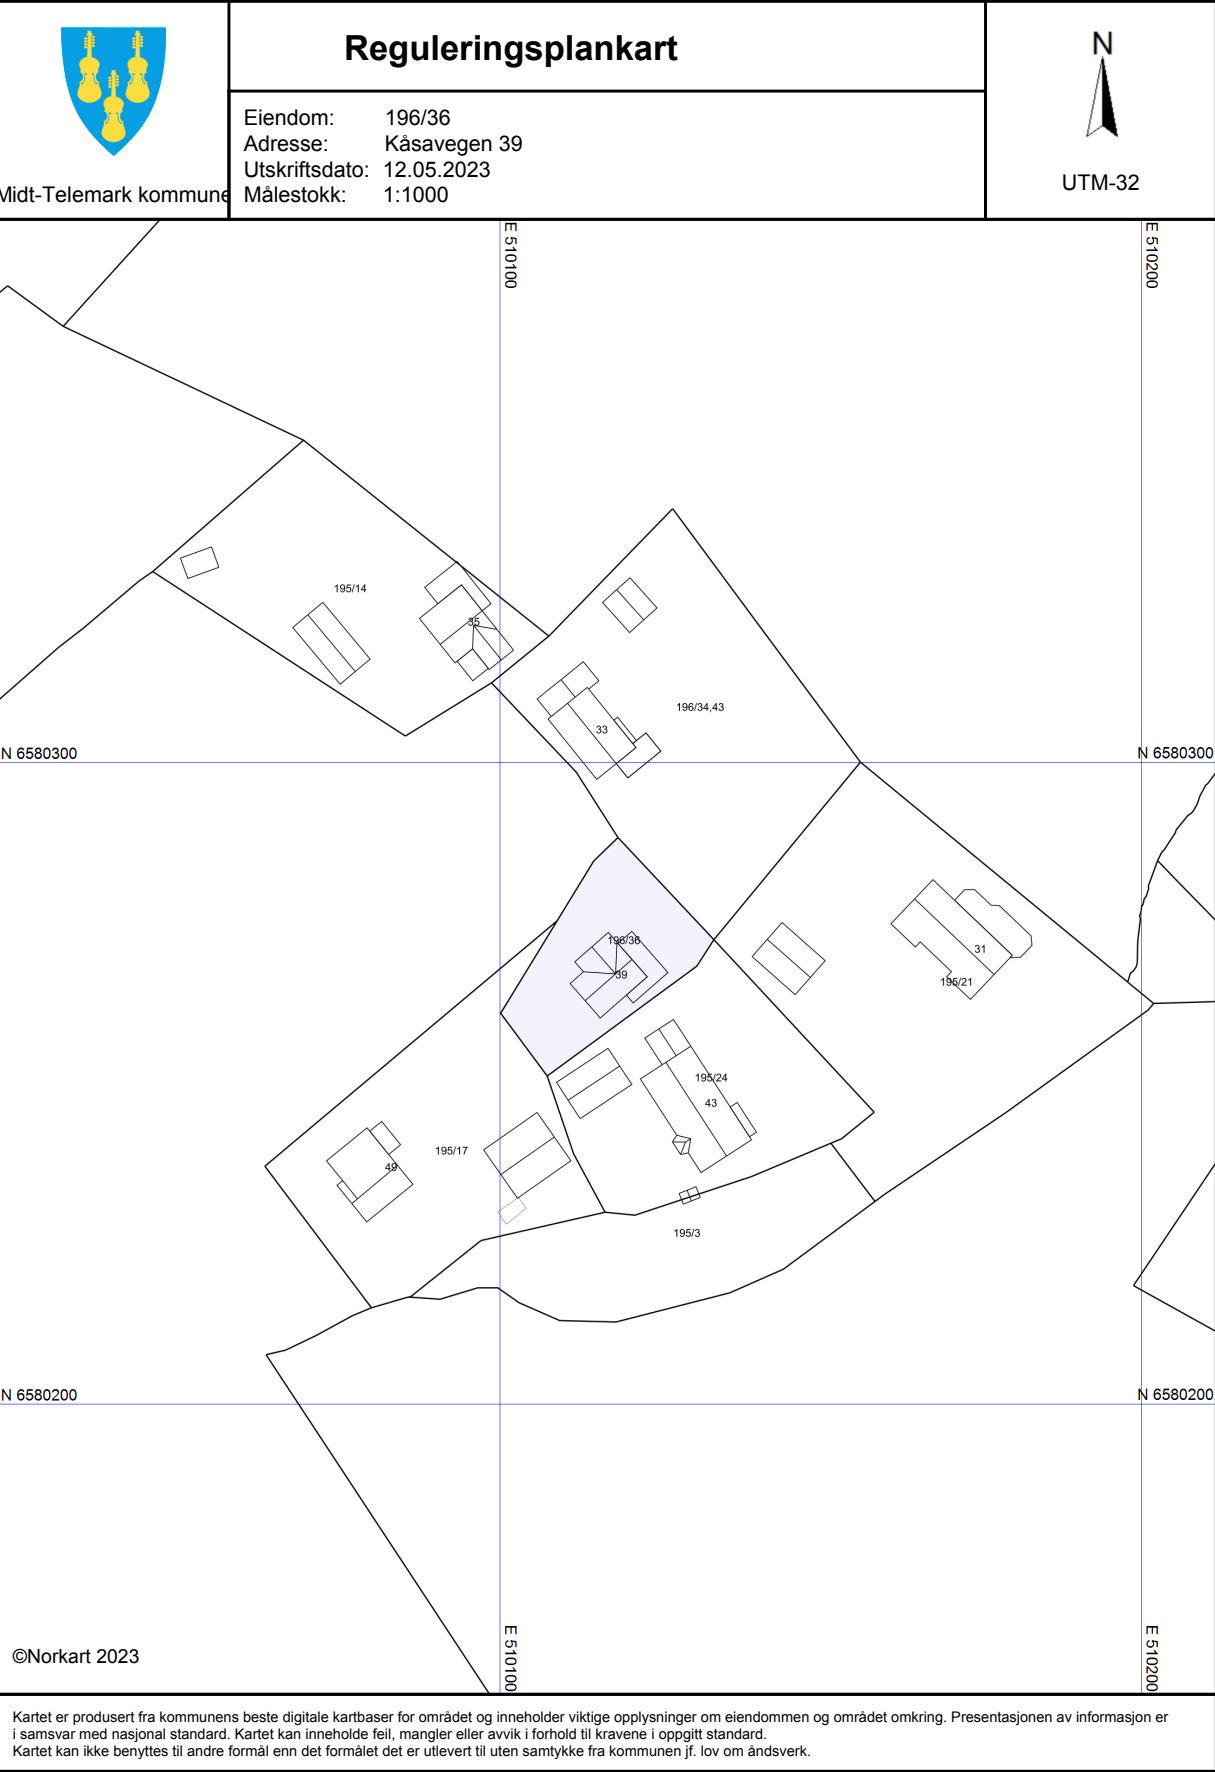 Reguleringsplankart
Eiendom: 196/36
Adresse: Kåsavegen 39
Utskriftsdato: 12.05.2023
Målestokk: 1:1000
Midt-Telemark kommune
N
UTM-32
E 510100
E 510200
195/14
35
196/34,43
33
N 6580300
N 6580300
196/36
39
31
195/21
195/24
43
195/17
49
195/3
N 6580200
N 6580200
E 510100
E 510200
©Norkart 2023
Kartet er produsert fra kommunens beste digitale kartbaser for området og inneholder viktige opplysninger om eiendommen og området omkring. Presentasjonen av informasjon er
i samsvar med nasjonal standard. Kartet kan inneholde feil, mangler eller avvik i forhold til kravene i oppgitt standard.
Kartet kan ikke benyttes til andre formål enn det formålet det er utlevert til uten samtykke fra kommunen jf. lov om åndsverk.